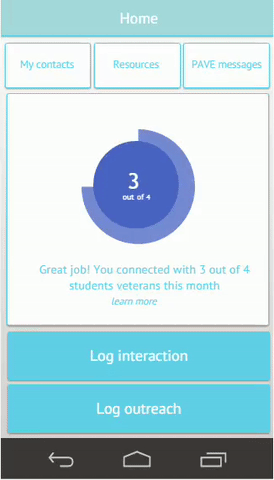 Home
My contacts
Resources
PAVE messages
3
out of 4
Great job! You connected with 3 out of 4
students veterans this month
learn more
Log interaction
Log outreach